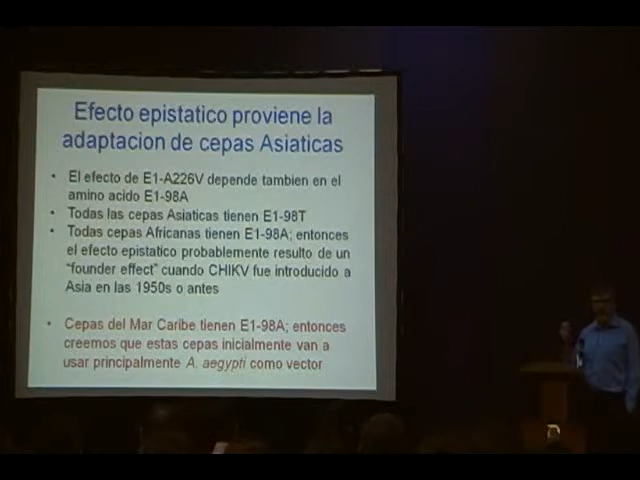 Efecto epistatico proviene la
adaptacion de cepas Asiaticas
• El efecto de E1-A226V depende tambien en el
amino acido E1-98A
• Todas las cepas Asiaticas tienen E1-98T
• Todas cepas Africanas tienen E1-98A; entonces
el efecto epistatico probablemente resulto de un
"founder effect" cuando CHIKV fue introducido a
Asia en las 1950s o antes
• Cepas del Mar Caribe tienen E1-98A; entonces
creemos que estas cepas inicialmente van a
usar principalmente A. aegypti como vector